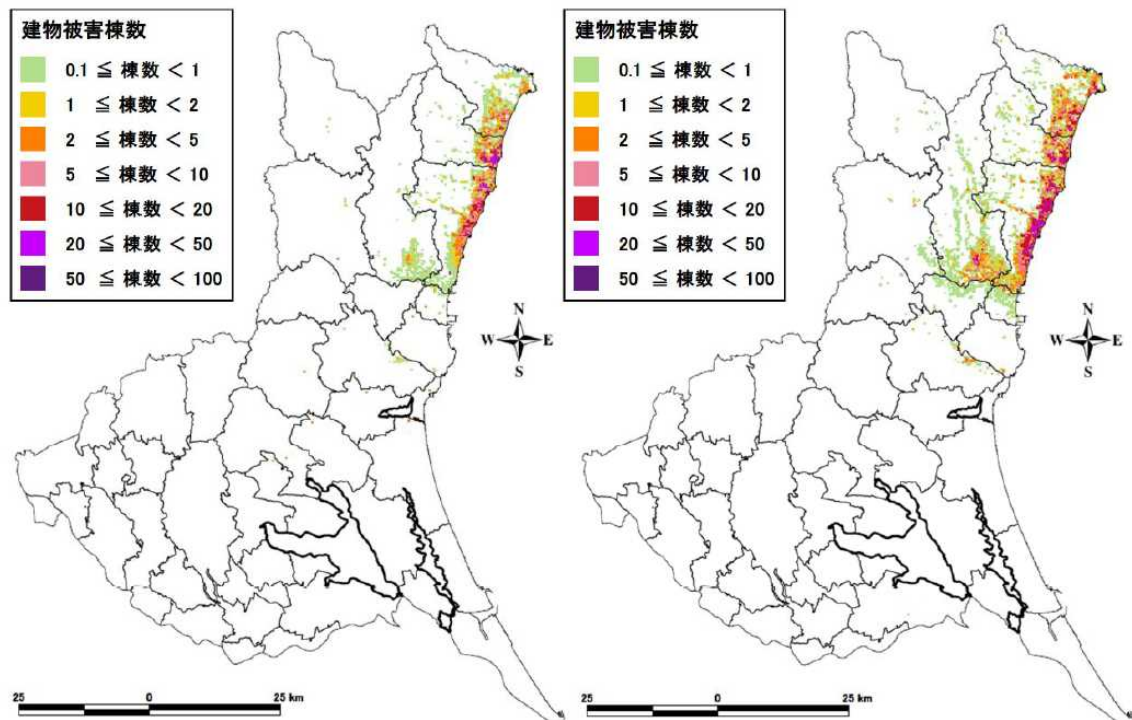 建物被害棟数
0.1 ≦ 棟数 < 1
1 ≦ 棟数 < 2
2 ≦ 棟数 < 5
5 ≦ 棟数 < 10
10 ≦ 棟数 < 20
20 ≦ 棟数 < 50
50 ≦ 棟数 < 100
N
W E
S
25 0 25 km
建物被害棟数
0.1 ≦ 棟数 < 1
1 ≦ 棟数 < 2
2 ≦ 棟数 < 5
5 ≦ 棟数 < 10
10 ≦ 棟数 < 20
20 ≦ 棟数 < 50
50 ≦ 棟数 < 100
N
W E
S
25 0 25 km